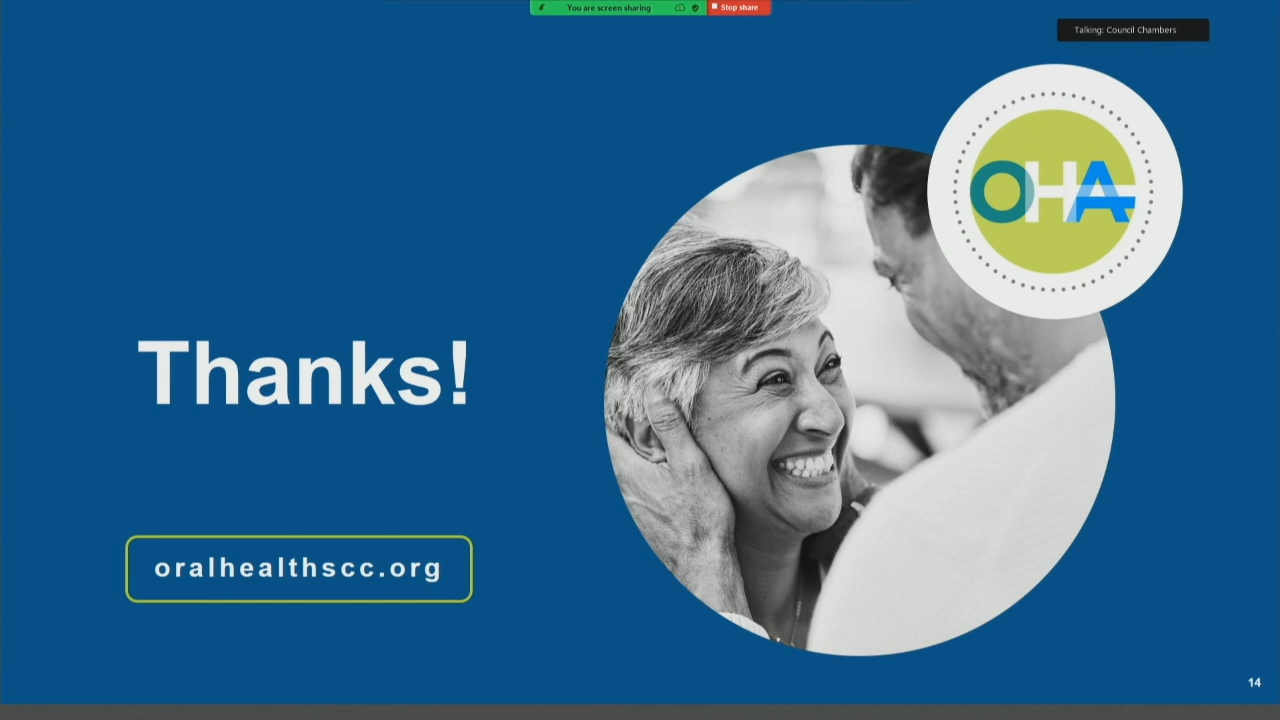 You are screen sharing
Stop share
Talking: Council Chambers
OHA
Thanks!
oralhealthscc.org
14